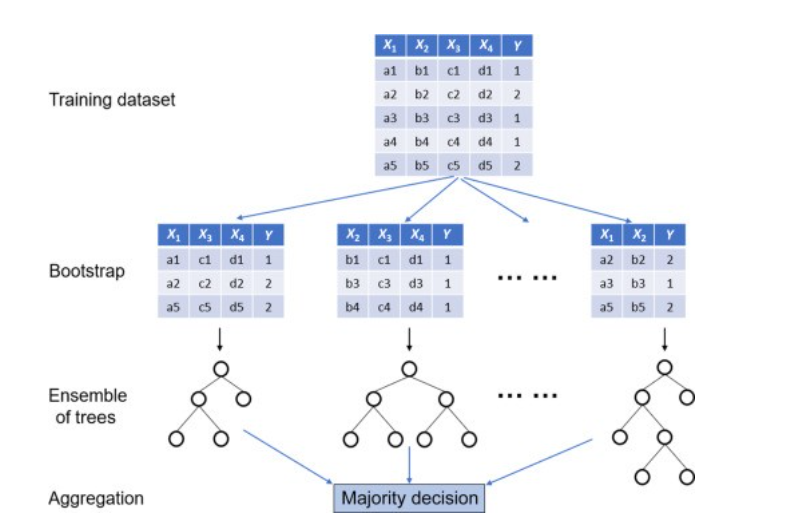 X₁ X₂ X₃ X₄ Y
a1 b1 c1 d1 1
Training dataset
a2 b2 c2 d2 2
a3 b3 c3 d3 1
a4 b4 c4 d4 1
a5 b5 c5 d5 2
X₁ X₃ X₄ Y
a1 c1 d1 1
a2 c2 d2 2
a5 c5 d5 2
X₂ X₃ X₄ Y
b1 c1 d1 1
b3 c3 d3 1
b4 c4 d4 1
X₁ X₂ Y
a2 b2 2
a3 b3 1
a5 b5 2
Bootstrap
... ...
Ensemble
of trees
... ...
Aggregation
Majority decision